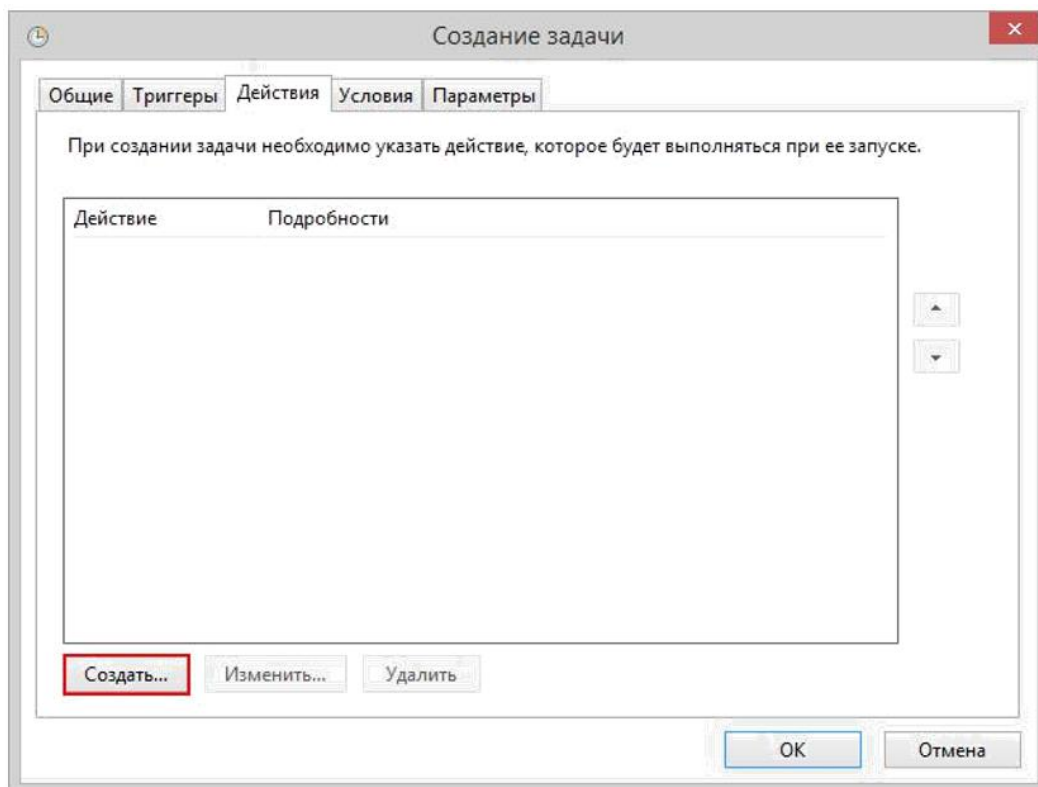 Создание задачи
Общие Триггеры Действия Условия Параметры
При создании задачи необходимо указать действие, которое будет выполняться при ее запуске.
Действие Подробности
Создать... Изменить... Удалить
ОК Отмена